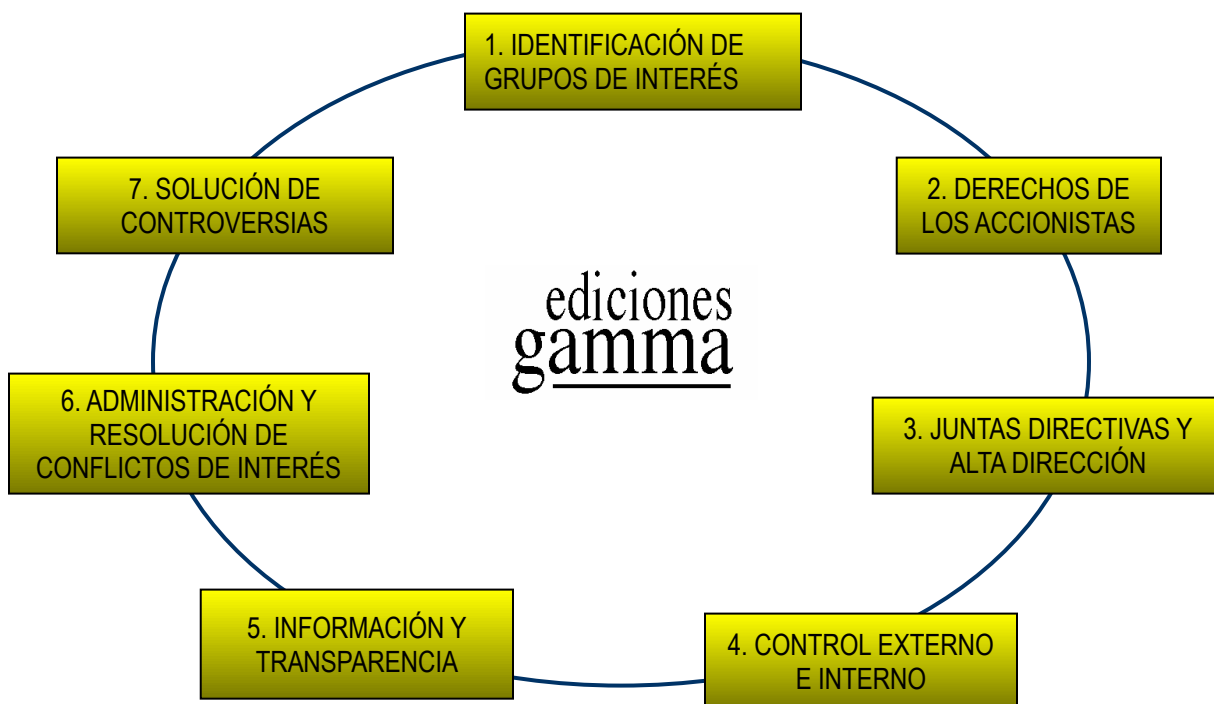 1. IDENTIFICACIÓN DE
GRUPOS DE INTERÉS
2. DERECHOS DE
LOS ACCIONISTAS
3. JUNTAS DIRECTIVAS Y
ALTA DIRECCIÓN
4. CONTROL EXTERNO
E INTERNO
5. INFORMACIÓN Y
TRANSPARENCIA
6. ADMINISTRACIÓN Y
RESOLUCIÓN DE
CONFLICTOS DE INTERÉS
7. SOLUCIÓN DE
CONTROVERSIAS
ediciones
gamma